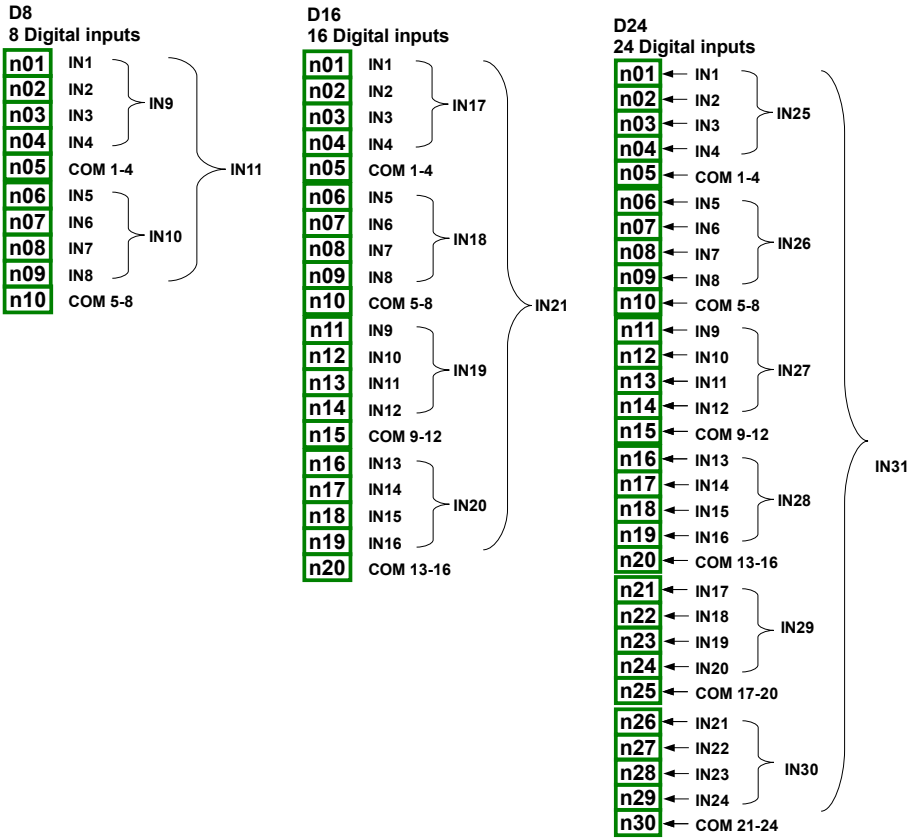 D8
8 Digital inputs
n01 IN1
n02 IN2
IN9
n03 IN3
n04 IN4
n05 COM 1-4
IN11
n06 IN5
n07 IN6
IN10
n08 IN7
n09 IN8
n10 COM 5-8
D16
16 Digital inputs
n01 IN1
n02 IN2
IN17
n03 IN3
n04 IN4
n05 COM 1-4
n06 IN5
n07 IN6
IN18
n08 IN7
n09 IN8
n10 COM 5-8
IN21
n11 IN9
n12 IN10
IN19
n13 IN11
n14 IN12
n15 COM 9-12
n16 IN13
n17 IN14
IN20
n18 IN15
n19 IN16
n20 COM 13-16
D24
24 Digital inputs
n01 IN1
n02 IN2
IN25
n03 IN3
n04 IN4
n05 COM 1-4
n06 IN5
n07 IN6
IN26
n08 IN7
n09 IN8
n10 COM 5-8
n11 IN9
n12 IN10
IN27
n13 IN11
n14 IN12
n15 COM 9-12
IN31
n16 IN13
n17 IN14
IN28
n18 IN15
n19 IN16
n20 COM 13-16
n21 IN17
n22 IN18
IN29
n23 IN19
n24 IN20
n25 COM 17-20
n26 IN21
n27 IN22
IN30
n28 IN23
n29 IN24
n30 COM 21-24